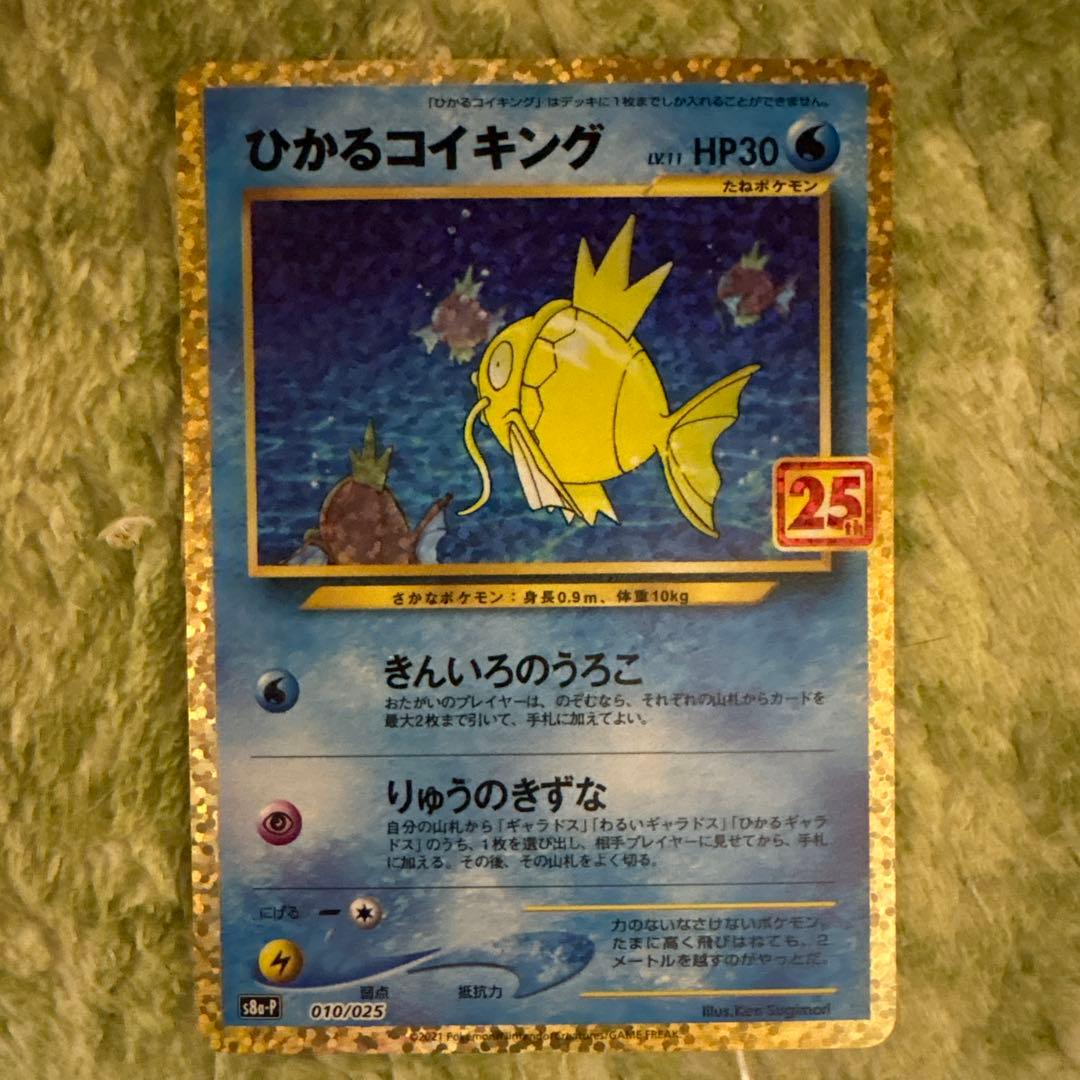 「ひかるコイキング」はデッキに1枚までしか入れることができません。
ひかるコイキング LV.11 HP30
たねポケモン
25th
さかなポケモン：身長0.9m、体重10kg
きんいろのうろこ
おたがいのプレイヤーは、のぞむなら、それぞれの山札からカードを
最大2枚まで引いて、手札に加えてよい。
りゅうのきずな
自分の山札から「ギャラドス」「わるいギャラドス」「ひかるギャラ
ドス」のうち、1枚を選び出し、相手プレイヤーに見せてから、手札
に加える。その後、その山札をよく切る。
にげる
力のないなさけないポケモン。
たまに高く飛びはねても、2
メートルを越すのがやっとだ。
弱点 抵抗力
s8a-P 010/025 Illus. Ken Sugimori
©2021 Pokémon/Nintendo/Creatures/GAME FREAK.